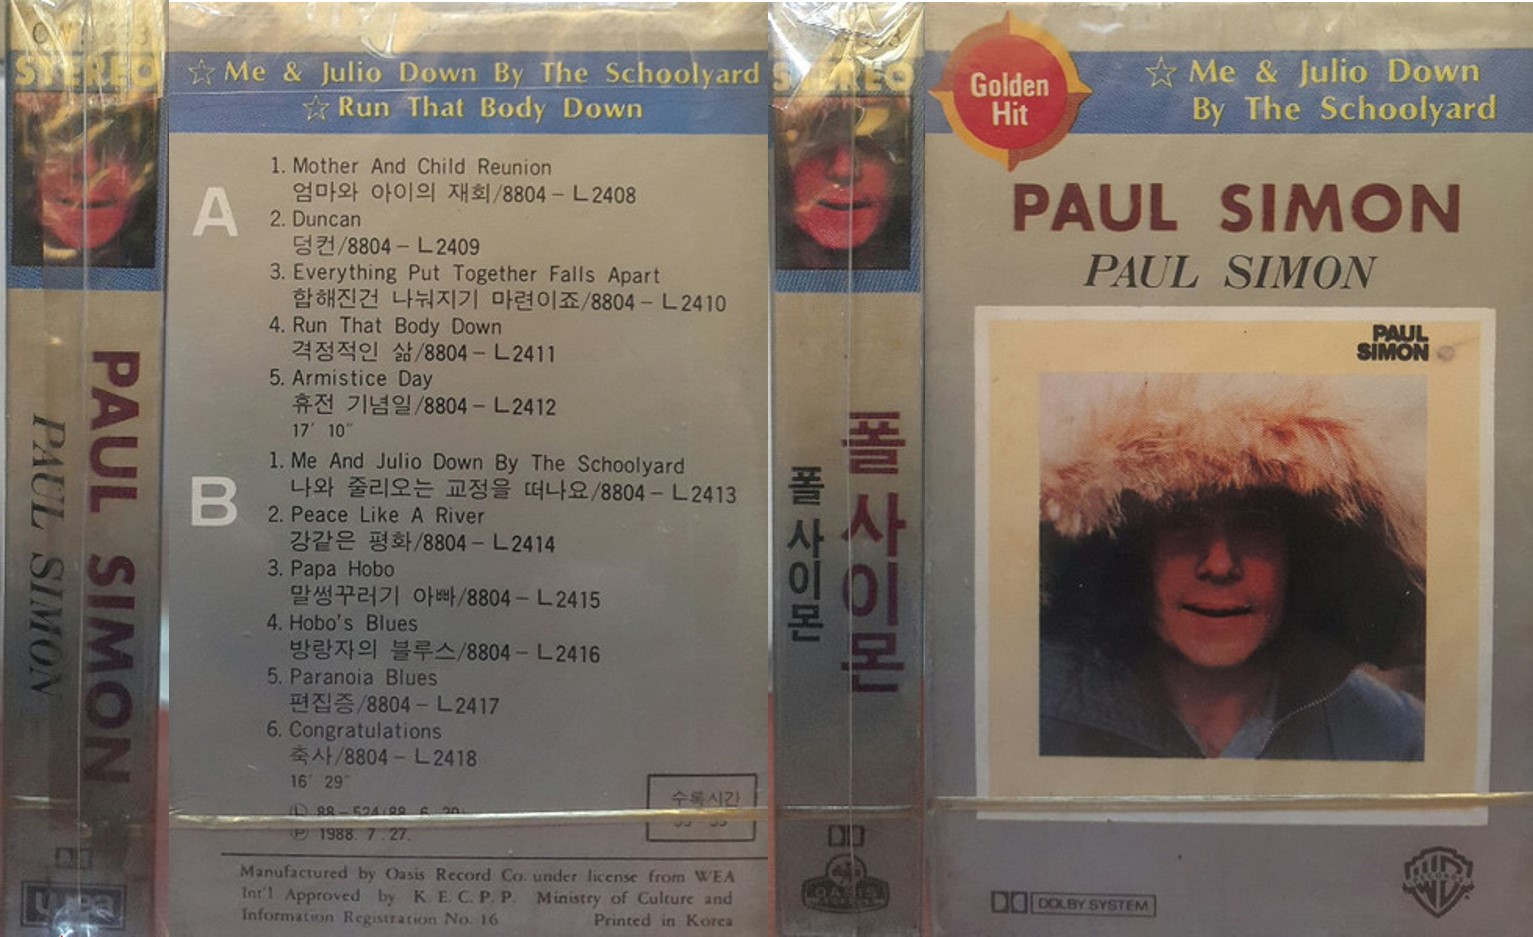 STEREO
PAUL SIMON
PAUL SIMON
wea
☆ Me & Julio Down By The Schoolyard
☆ Run That Body Down
A
1. Mother And Child Reunion
엄마와 아이의 재회/8804-ㄴ2408
2. Duncan
덩컨/8804-ㄴ2409
3. Everything Put Together Falls Apart
합해진건 나눠지기 마련이죠/8804-ㄴ2410
4. Run That Body Down
격정적인 삶/8804-ㄴ2411
5. Armistice Day
휴전 기념일/8804-ㄴ2412
17′ 10″
B
1. Me And Julio Down By The Schoolyard
나와 줄리오는 교정을 떠나요/8804-ㄴ2413
2. Peace Like A River
강같은 평화/8804-ㄴ2414
3. Papa Hobo
말썽꾸러기 아빠/8804-ㄴ2415
4. Hobo's Blues
방랑자의 블루스/8804-ㄴ2416
5. Paranoia Blues
편집증/8804-ㄴ2417
6. Congratulations
축사/8804-ㄴ2418
16′ 29″
수록시간
Ⓛ 88-524(88. 6. 20)
Ⓟ 1988. 7. 27.
Manufactured by Oasis Record Co. under license from WEA
Int'l Approved by K. E. C. P. P. Ministry of Culture and
Information Registration No. 16 Printed in Korea
STEREO
폴 사이몬
폴 사이몬
OASIS
Golden
Hit
☆ Me & Julio Down
By The Schoolyard
PAUL SIMON
PAUL SIMON
PAUL
SIMON
DOLBY SYSTEM
WB
RECORDS